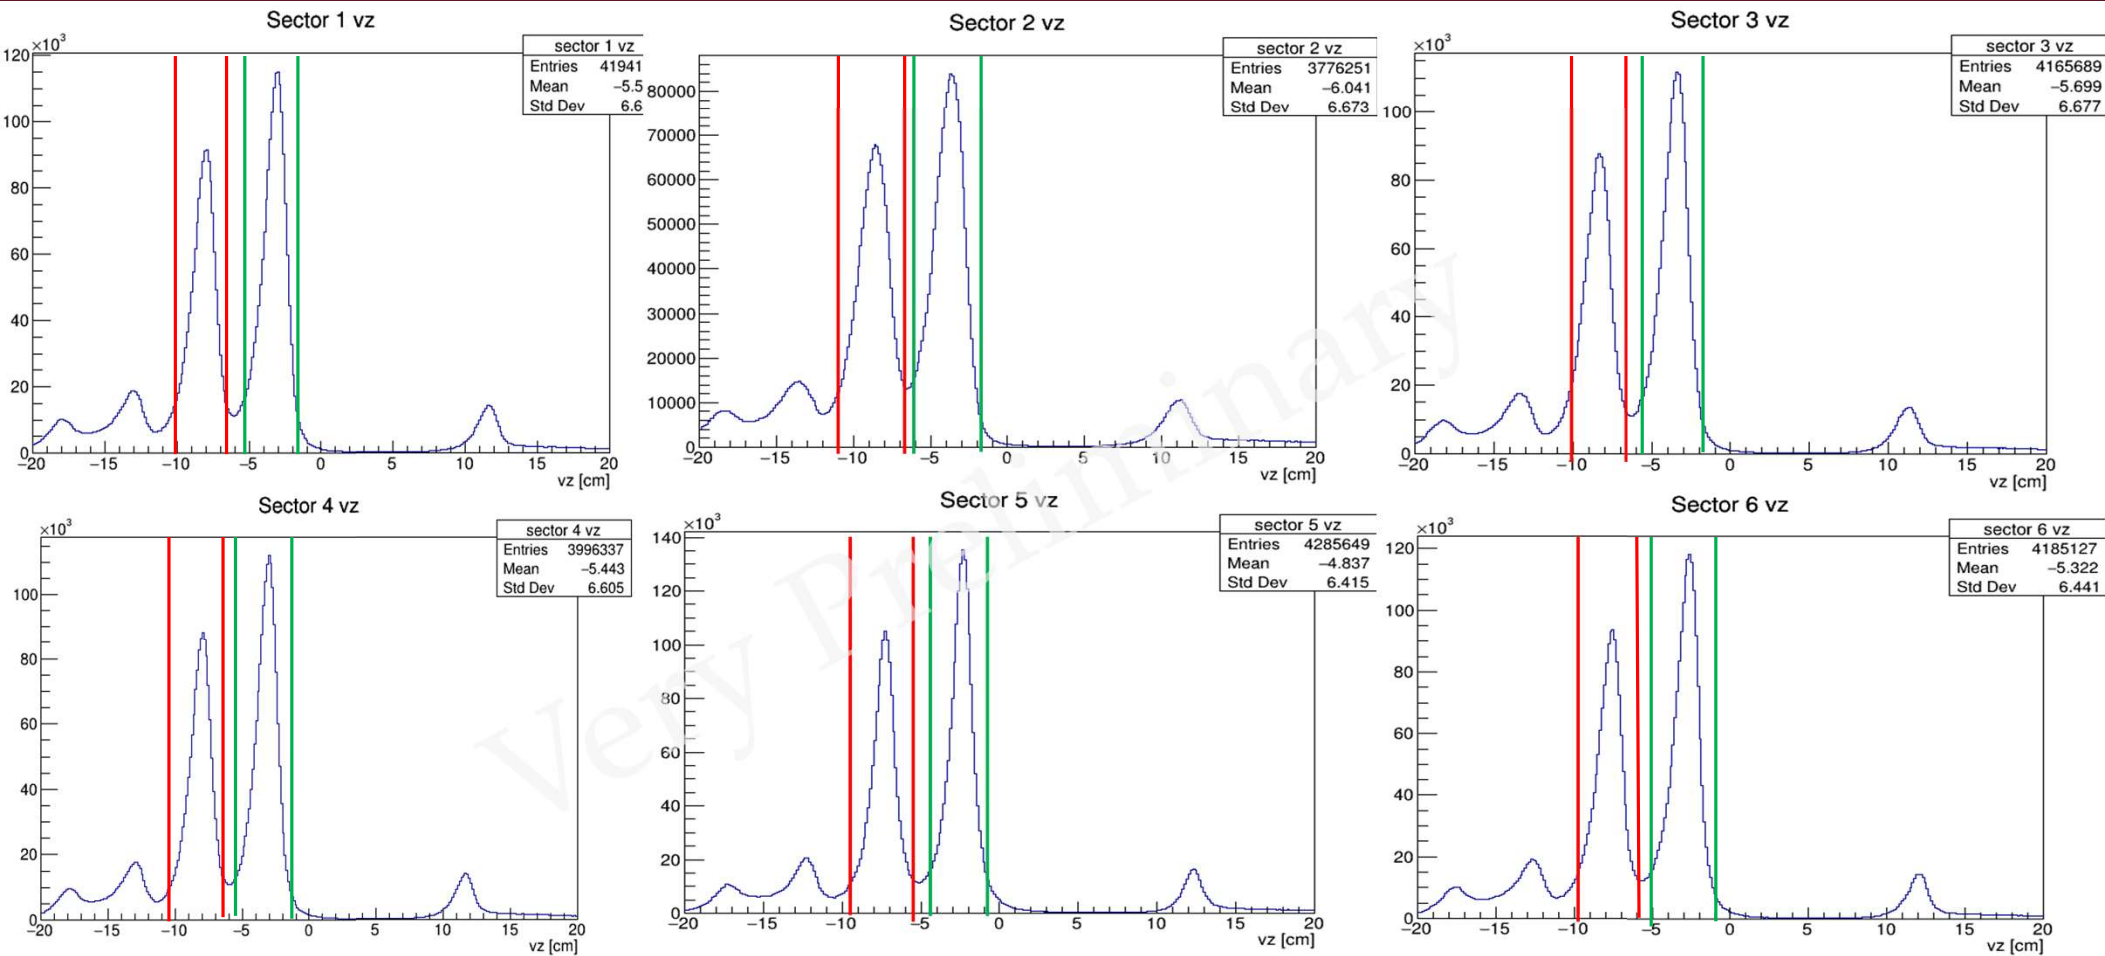 Sector 1 vz
×10³
sector 1 vz
Entries 41941
Mean −5.5
Std Dev 6.6
120
100
80
60
40
20
0
−20 −15 −10 −5 0 5 10 15 20
vz [cm]
Sector 2 vz
sector 2 vz
Entries 3776251
Mean −6.041
Std Dev 6.673
80000
70000
60000
50000
40000
30000
20000
10000
0
−20 −15 −10 −5 0 5 10 15 20
vz [cm]
Sector 3 vz
×10³
sector 3 vz
Entries 4165689
Mean −5.699
Std Dev 6.677
100
80
60
40
20
0
−20 −15 −10 −5 0 5 10 15 20
vz [cm]
Sector 4 vz
×10³
sector 4 vz
Entries 3996337
Mean −5.443
Std Dev 6.605
100
80
60
40
20
0
−20 −15 −10 −5 0 5 10 15 20
vz [cm]
Sector 5 vz
×10³
sector 5 vz
Entries 4285649
Mean −4.837
Std Dev 6.415
140
120
100
80
60
40
20
0
−20 −15 −10 −5 0 5 10 15 20
vz [cm]
Sector 6 vz
×10³
sector 6 vz
Entries 4185127
Mean −5.322
Std Dev 6.441
120
100
80
60
40
20
0
−20 −15 −10 −5 0 5 10 15 20
vz [cm]
Very Preliminary